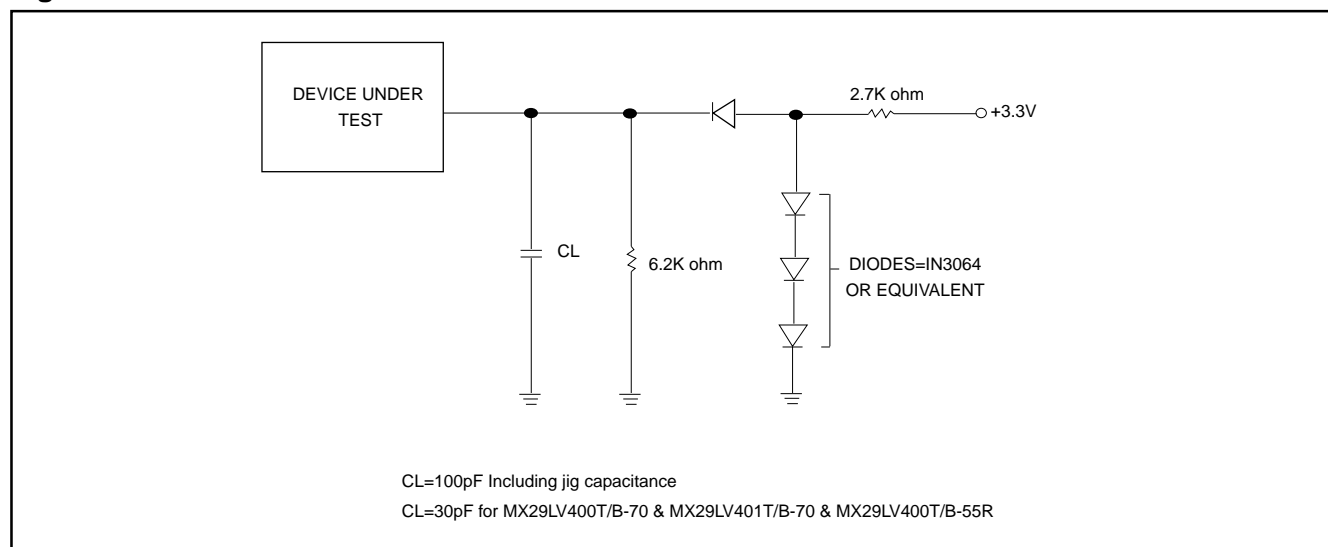 DEVICE UNDER
TEST
2.7K ohm
+3.3V
CL
6.2K ohm
DIODES=IN3064
OR EQUIVALENT
CL=100pF Including jig capacitance
CL=30pF for MX29LV400T/B-70 & MX29LV401T/B-70 & MX29LV400T/B-55R